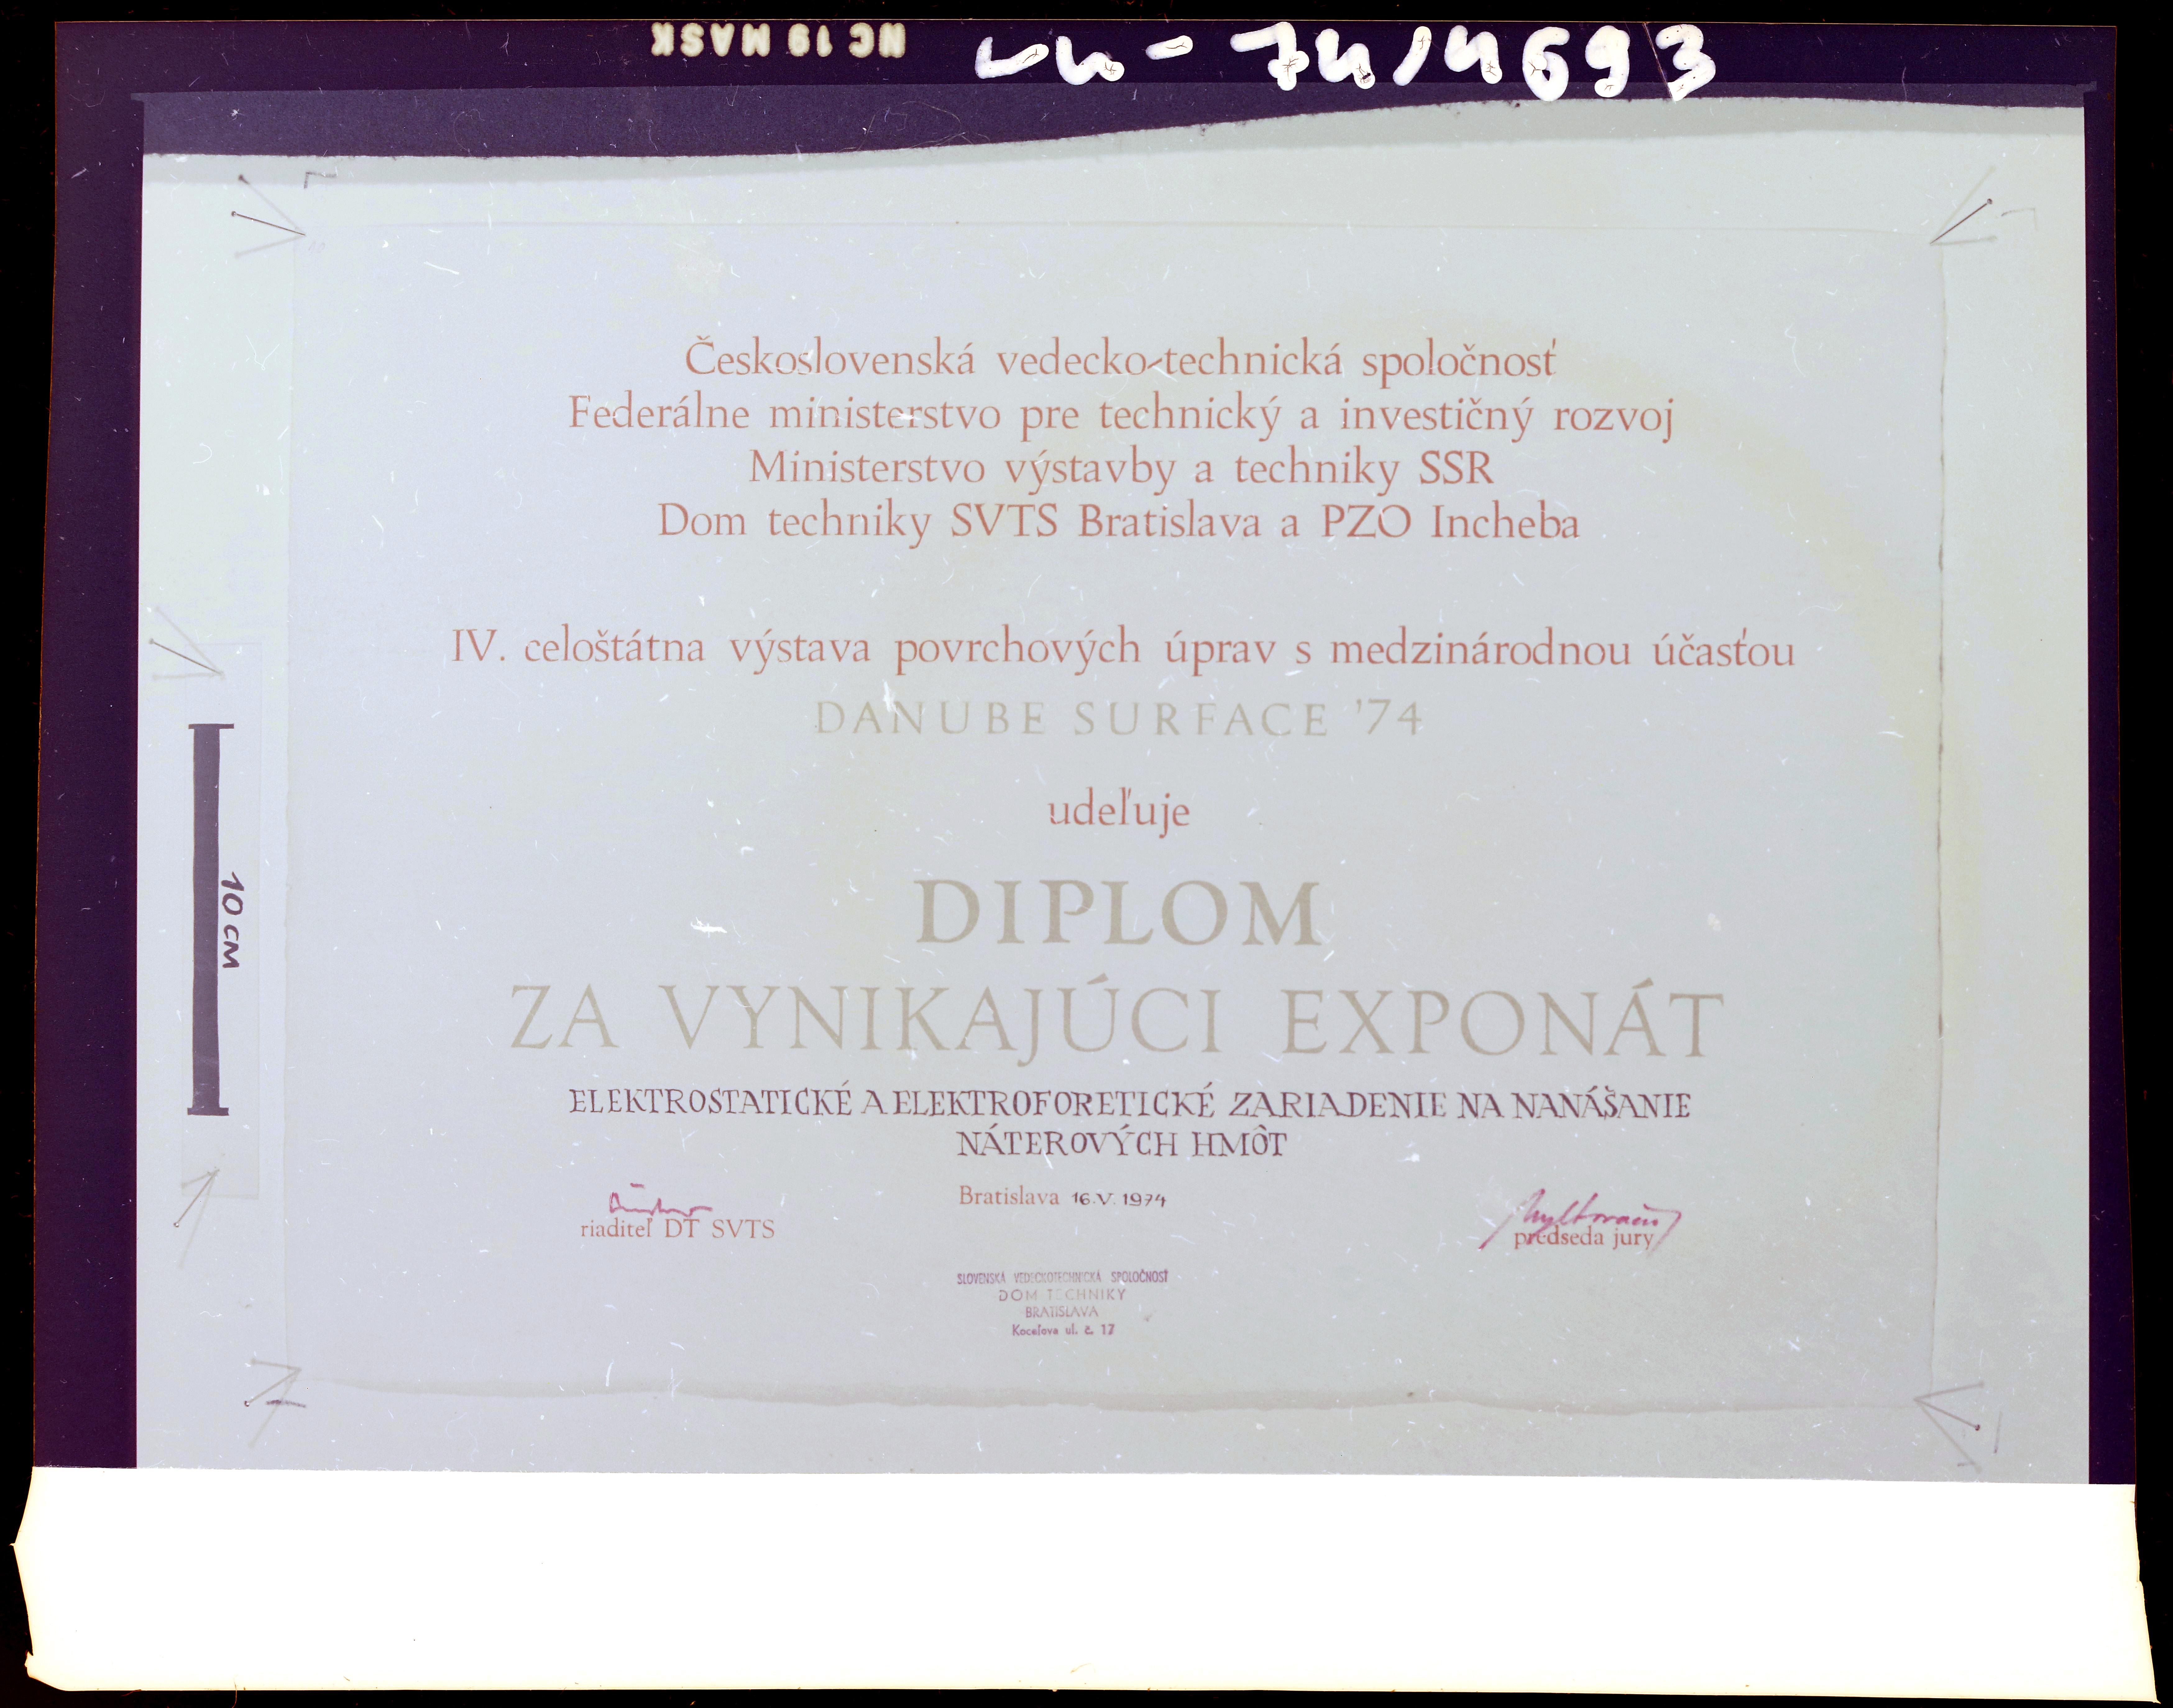 NC 19 MASK
74/4693
Československá vedecko-technická spoločnosť
Federálne ministerstvo pre technický a investičný rozvoj
Ministerstvo výstavby a techniky SSR
Dom techniky SVTS Bratislava a PZO Incheba
IV. celoštátna výstava povrchových úprav s medzinárodnou účasťou
DANUBE SURFACE '74
udeľuje
DIPLOM
ZA VYNIKAJÚCI EXPONÁT
ELEKTROSTATICKÉ A ELEKTROFORETICKÉ ZARIADENIE NA NANÁŠANIE
NÁTEROVÝCH HMÔT
Bratislava 16.V.1974
riaditeľ DT SVTS
predseda jury
SLOVENSKÁ VEDECKOTECHNICKÁ SPOLOČNOSŤ
DOM TECHNIKY
BRATISLAVA
Koceľova ul. č. 17
10 CM